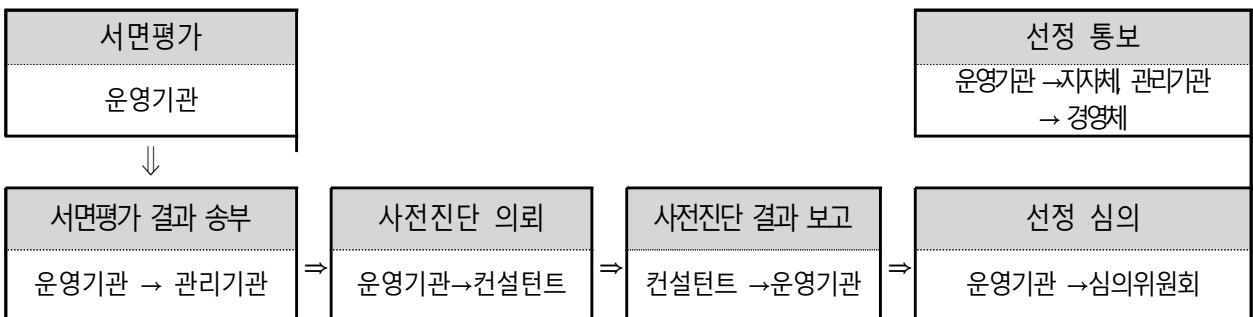 서면평가
운영기관
선정 통보
운영기관 →지자체, 관리기관
→ 경영체
⇓
서면평가 결과 송부
운영기관 → 관리기관
⇒
사전진단 의뢰
운영기관→컨설턴트
⇒
사전진단 결과 보고
컨설턴트 →운영기관
⇒
선정 심의
운영기관 →심의위원회